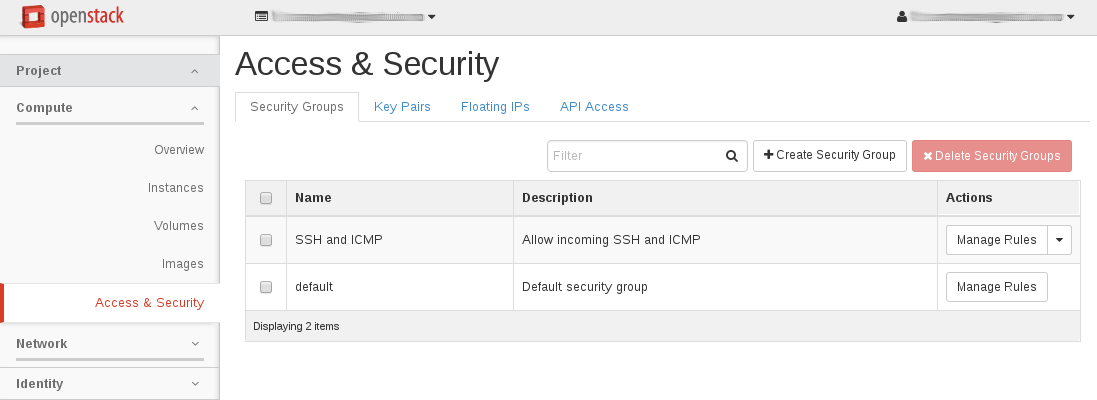 openstack
Project
Compute
Overview
Instances
Volumes
Images
Access & Security
Network
Identity
Access & Security
Security Groups Key Pairs Floating IPs API Access
Filter Create Security Group Delete Security Groups
Name Description Actions
SSH and ICMP Allow incoming SSH and ICMP Manage Rules
default Default security group Manage Rules
Displaying 2 items